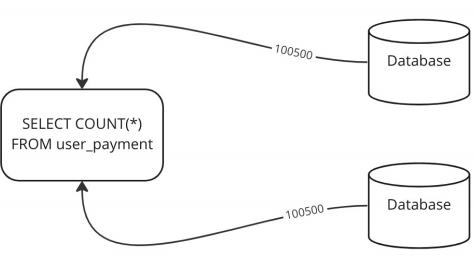 100500
Database
SELECT COUNT(*)
FROM user_payment
100500
Database